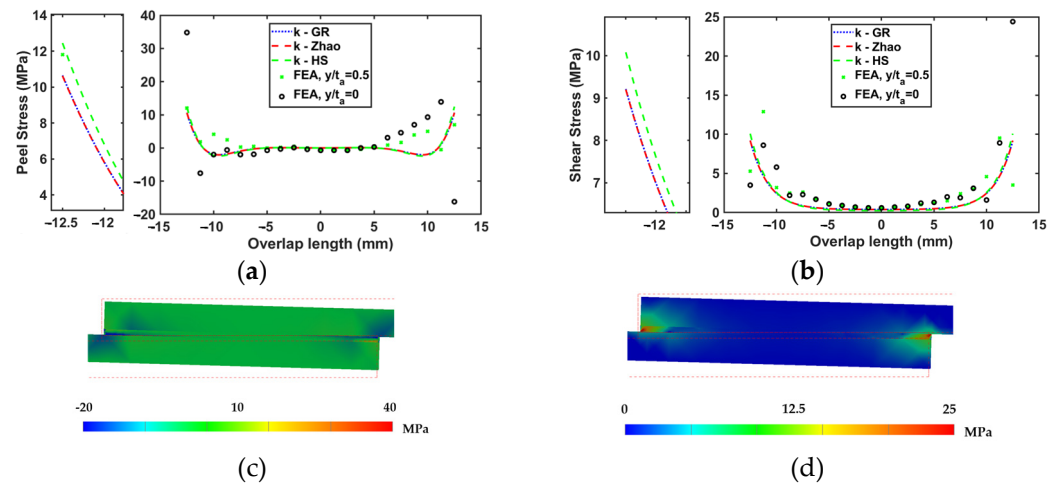 Peel Stress (MPa)
14
12
10
8
6
4
−12.5
−12
40
30
20
10
0
−10
−20
−15
−10
−5
0
5
10
15
k - GR
k - Zhao
k - HS
FEA, y/ta=0.5
FEA, y/ta=0
Overlap length (mm)
(a)
Shear Stress (MPa)
10
9
8
7
−12
25
20
15
10
5
0
−15
−10
−5
0
5
10
15
k - GR
k - Zhao
k - HS
FEA, y/ta=0.5
FEA, y/ta=0
Overlap length (mm)
(b)
-20
10
40
MPa
(c)
0
12.5
25
MPa
(d)